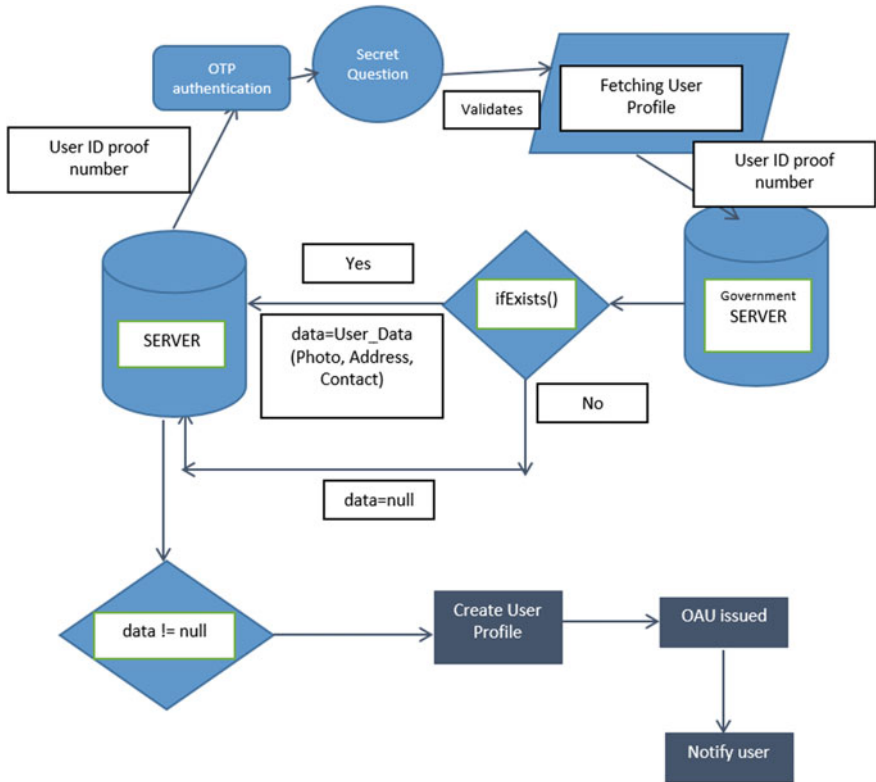 OTP
authentication
Secret
Question
Validates
Fetching User
Profile
User ID proof
number
User ID proof
number
Yes
ifExists()
Government
SERVER
SERVER
data=User_Data
(Photo, Address,
Contact)
No
data=null
data != null
Create User
Profile
OAU issued
Notify user